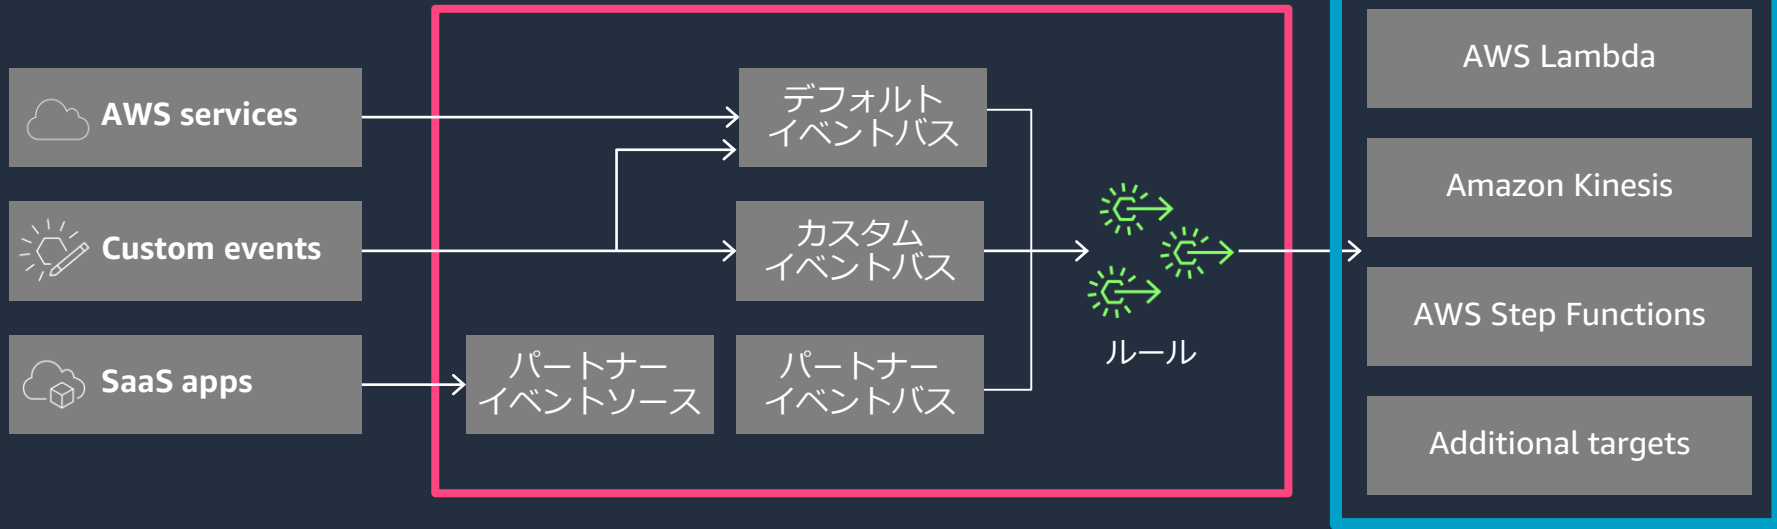 AWS services
Custom events
SaaS apps
デフォルト
イベントバス
カスタム
イベントバス
パートナー
イベントソース
パートナー
イベントバス
ルール
AWS Lambda
Amazon Kinesis
AWS Step Functions
Additional targets